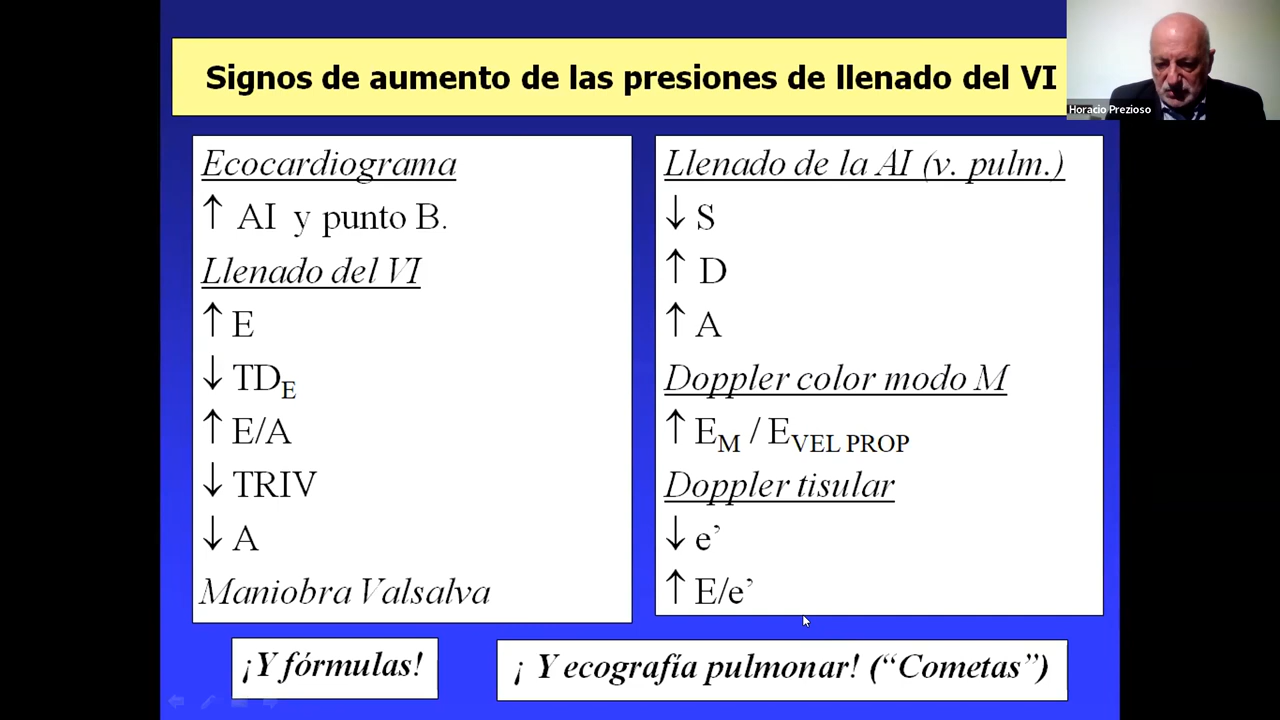 Signos de aumento de las presiones de llenado del VI
Horacio Prezioso
Ecocardiograma
↑ AI y punto B.
Llenado del VI
↑ E
↓ TDE
↑ E/A
↓ TRIV
↓ A
Maniobra Valsalva
Llenado de la AI (v. pulm.)
↓ S
↑ D
↑ A
Doppler color modo M
↑ EM / EVEL PROP
Doppler tisular
↓ e’
↑ E/e’
¡Y fórmulas!
¡ Y ecografía pulmonar! (“Cometas”)